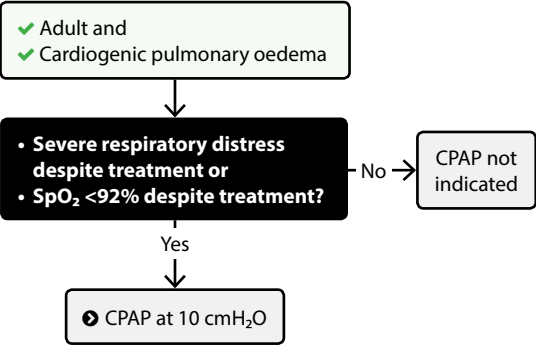 Adult and
Cardiogenic pulmonary oedema
• Severe respiratory distress
despite treatment or
• SpO₂ <92% despite treatment?
No
CPAP not
indicated
Yes
CPAP at 10 cmH₂O